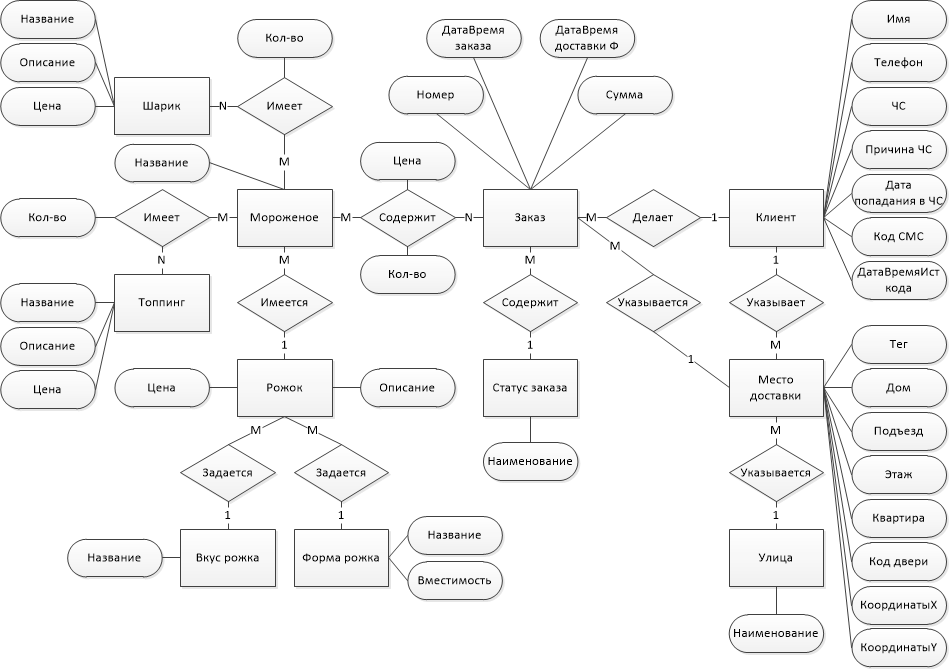 Название
Описание
Цена
Шарик
N
Имеет
Кол-во
M
Название
Кол-во
Имеет
M
N
Мороженое
Топпинг
Название
Описание
Цена
M
Содержит
N
Цена
Кол-во
M
Имеется
1
Цена
Рожок
Описание
M
M
Задается
Задается
1
1
Название
Вкус рожка
Форма рожка
Название
Вместимость
ДатаВремя
заказа
ДатаВремя
доставки Ф
Номер
Сумма
Заказ
M
Делает
1
Клиент
M
Содержит
1
Статус заказа
Наименование
M
Указывается
1
Имя
Телефон
ЧС
Причина ЧС
Дата
попадания в ЧС
Код СМС
ДатаВремяИст
кода
1
Указывает
M
Место
доставки
Тег
Дом
Подъезд
Этаж
Квартира
Код двери
КоординатыX
КоординатыY
M
Указывается
1
Улица
Наименование